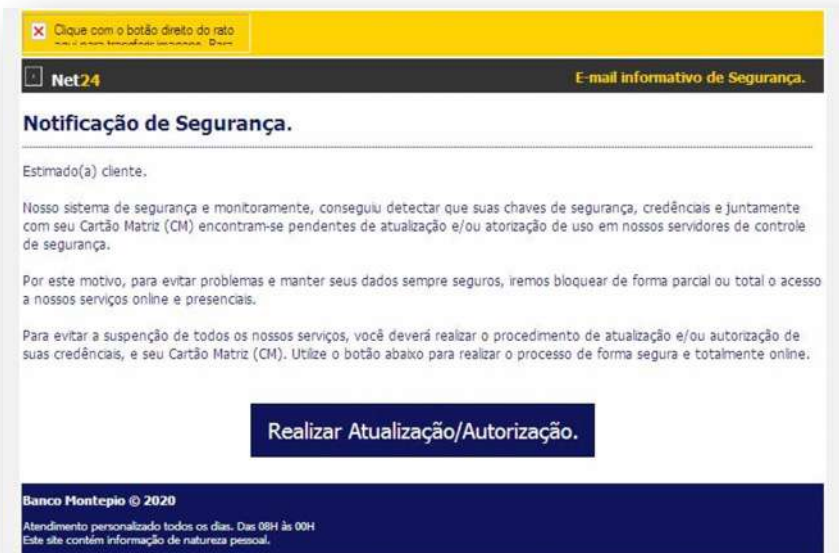 Clique com o botão direito do rato
aqui para transferir imagens. Para
Net24
E-mail informativo de Segurança.
Notificação de Segurança.
Estimado(a) cliente.
Nosso sistema de segurança e monitoramente, conseguiu detectar que suas chaves de segurança, credênciais e juntamente
com seu Cartão Matriz (CM) encontram-se pendentes de atualização e/ou atorização de uso em nossos servidores de controle
de segurança.
Por este motivo, para evitar problemas e manter seus dados sempre seguros, iremos bloquear de forma parcial ou total o acesso
a nossos serviços online e presenciais.
Para evitar a suspenção de todos os nossos serviços, você deverá realizar o procedimento de atualização e/ou autorização de
suas credênciais, e seu Cartão Matriz (CM). Utilize o botão abaixo para realizar o processo de forma segura e totalmente online.
Realizar Atualização/Autorização.
Banco Montepio © 2020
Atendimento personalizado todos os dias. Das 08H às 00H
Este site contém informação de natureza pessoal.